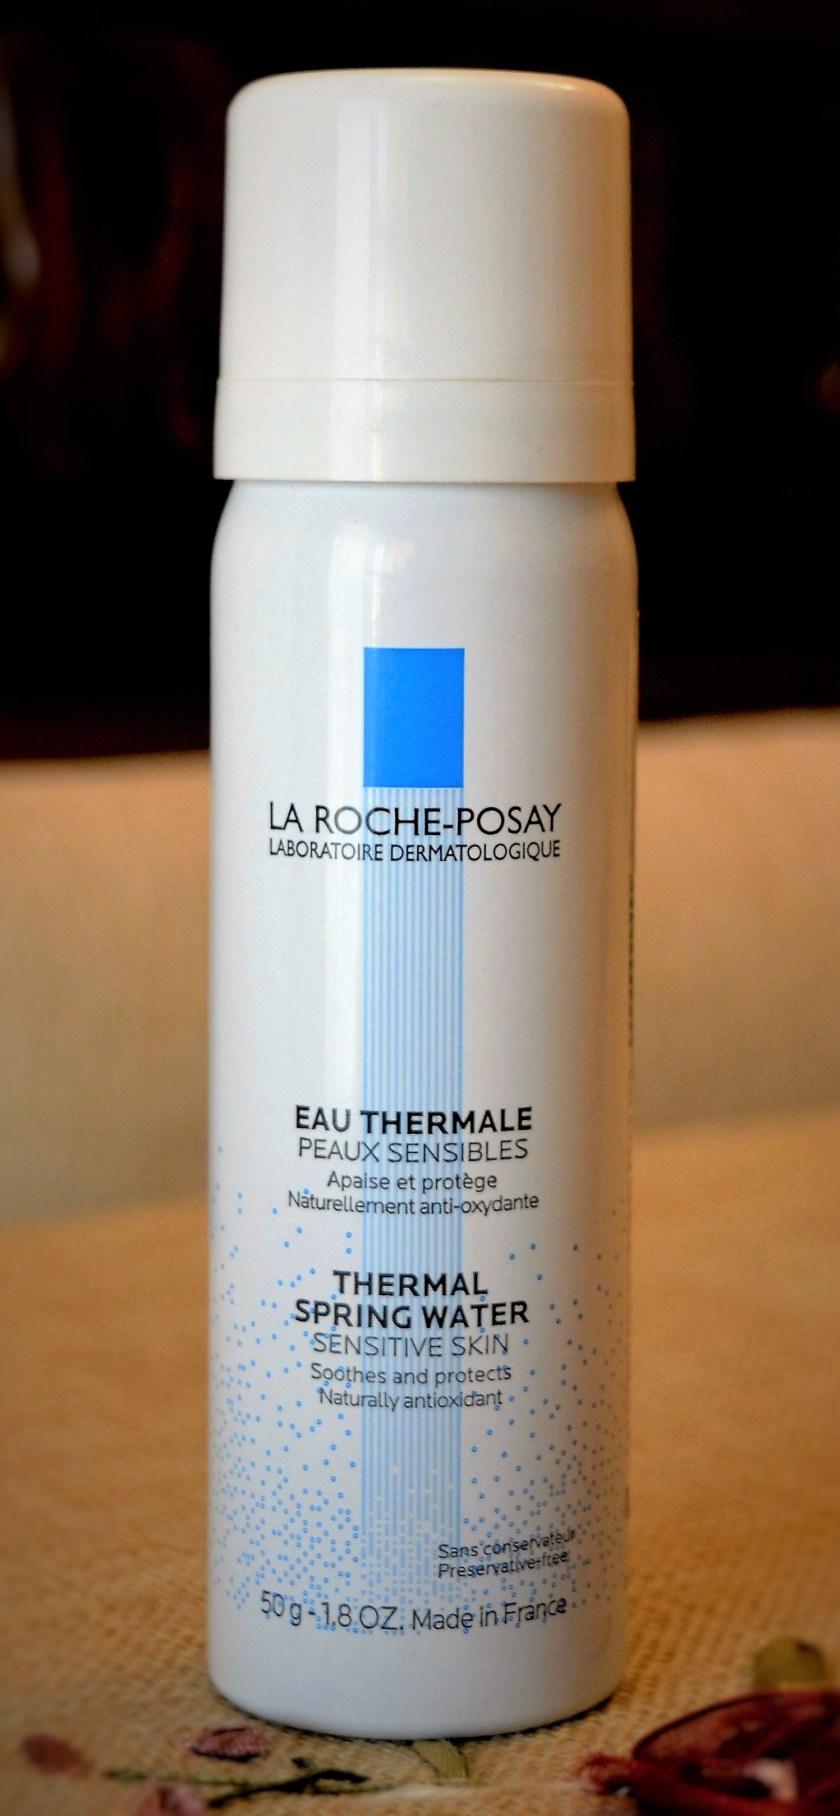 LA ROCHE-POSAY
LABORATOIRE DERMATOLOGIQUE
EAU THERMALE
PEAUX SENSIBLES
Apaise et protège
Naturellement anti-oxydante
THERMAL
SPRING WATER
SENSITIVE SKIN
Soothes and protects
Naturally antioxidant
Sans conservateur
Preservative-free
50 g - 1.8 OZ. Made in France